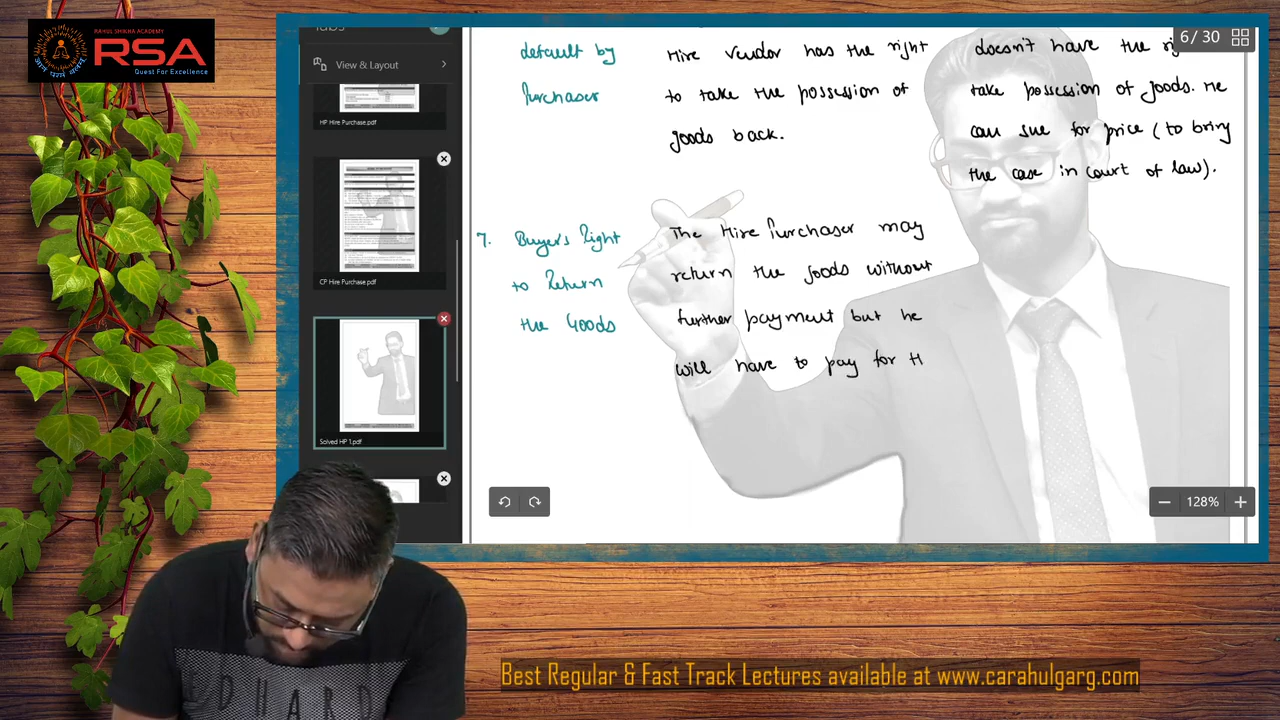 RAHUL SHIKHA ACADEMY
RSA
Quest For Excellence
View & Layout
HP Hire Purchase.pdf
CP Hire Purchase.pdf
Solved HP 1.pdf
6 / 30
default by
Purchaser
Hire Vendor has the right
to take the possession of
goods back.
doesn't have the
take possession of goods. He
can sue for price (to bring
the case in court of law).
7. Buyer's Right
to Return
the Goods
The Hire Purchaser may
return the goods without
further payment but he
will have to pay for
128%
Best Regular & Fast Track Lectures available at www.carahulgarg.com